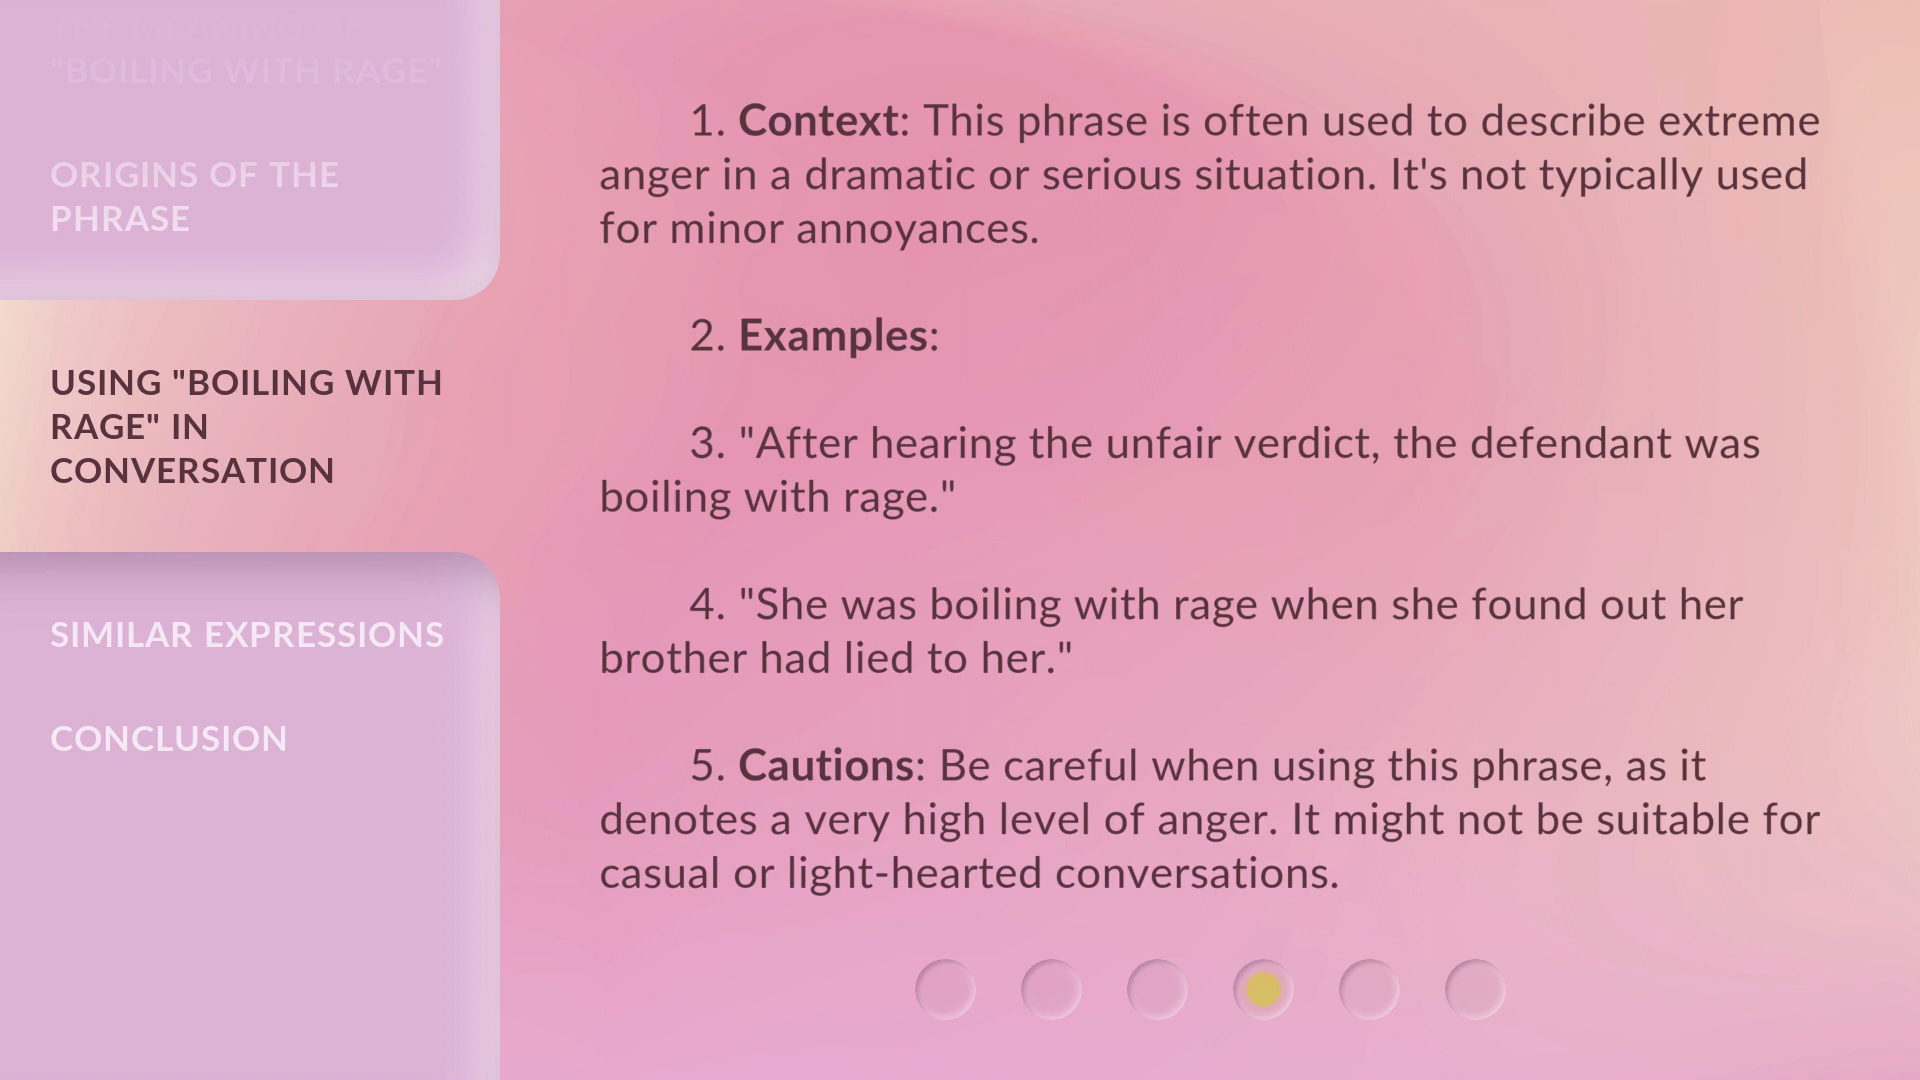 THE MEANING OF
"BOILING WITH RAGE"
ORIGINS OF THE
PHRASE
USING "BOILING WITH
RAGE" IN
CONVERSATION
SIMILAR EXPRESSIONS
CONCLUSION
1. Context: This phrase is often used to describe extreme
anger in a dramatic or serious situation. It's not typically used
for minor annoyances.
2. Examples:
3. "After hearing the unfair verdict, the defendant was
boiling with rage."
4. "She was boiling with rage when she found out her
brother had lied to her."
5. Cautions: Be careful when using this phrase, as it
denotes a very high level of anger. It might not be suitable for
casual or light-hearted conversations.